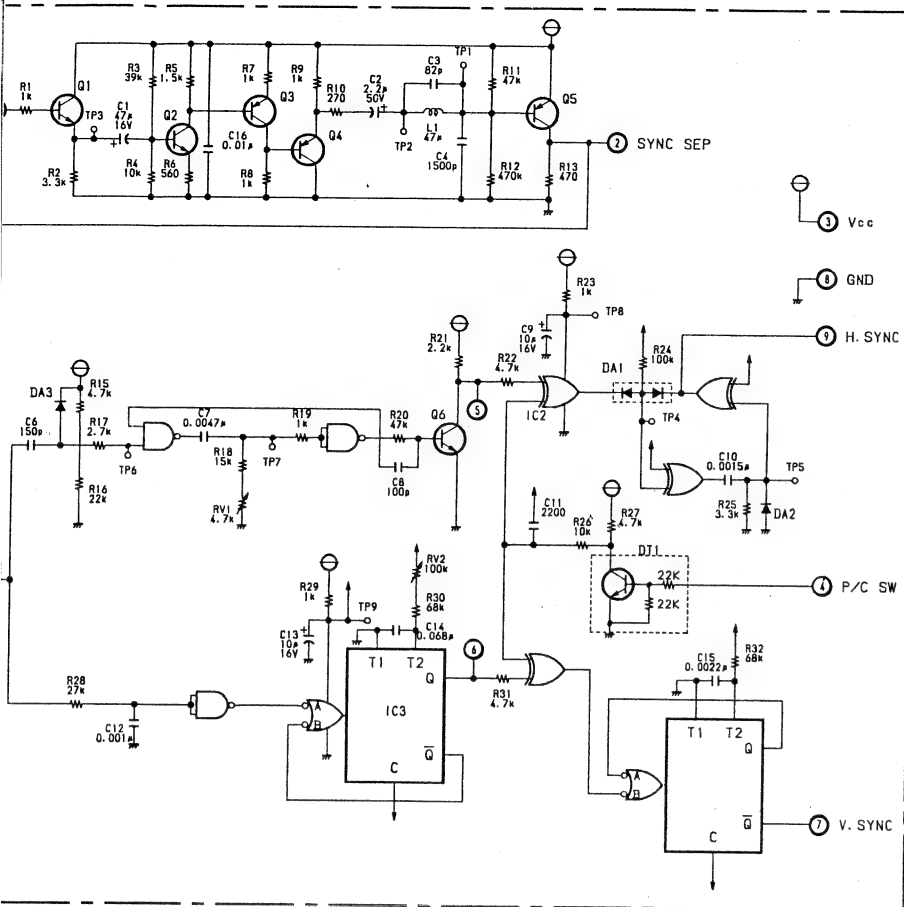 R1
1k
Q1
TP3
C1
47µ
16V
R2
3.3k
R3
39k
R4
10k
R5
1.5k
Q2
R6
560
C16
0.01µ
R7
1k
Q3
R8
1k
R9
1k
Q4
R10
270
C2
2.2µ
50V
TP2
C3
82p
TP1
L1
47µ
C4
1500p
R11
47k
R12
470k
Q5
R13
470
2 SYNC SEP
3 Vcc
8 GND
9 H.SYNC
R23
1k
TP8
C9
10µ
16V
R21
2.2k
R22
4.7k
5
IC2
DA1
R24
100k
TP4
C10
0.0015µ
TP5
R25
3.3k
DA2
DA3
R15
4.7k
C6
150p
R17
2.7k
TP6
R16
22k
C7
0.0047µ
R18
15k
RV1
4.7k
TP7
R19
1k
R20
47k
C8
100p
Q6
C11
2200
R26
10k
R27
4.7k
DT1
22K
22K
4 P/C SW
R29
1k
TP9
C13
10µ
16V
RV2
100k
R30
68k
C14
0.068µ
T1 T2
Q
IC3
Q̅
C
A
B
6
R31
4.7k
R28
27k
C12
0.001µ
C15
0.0022µ
R32
68k
T1 T2
Q
A
B
Q̅
C
7 V.SYNC